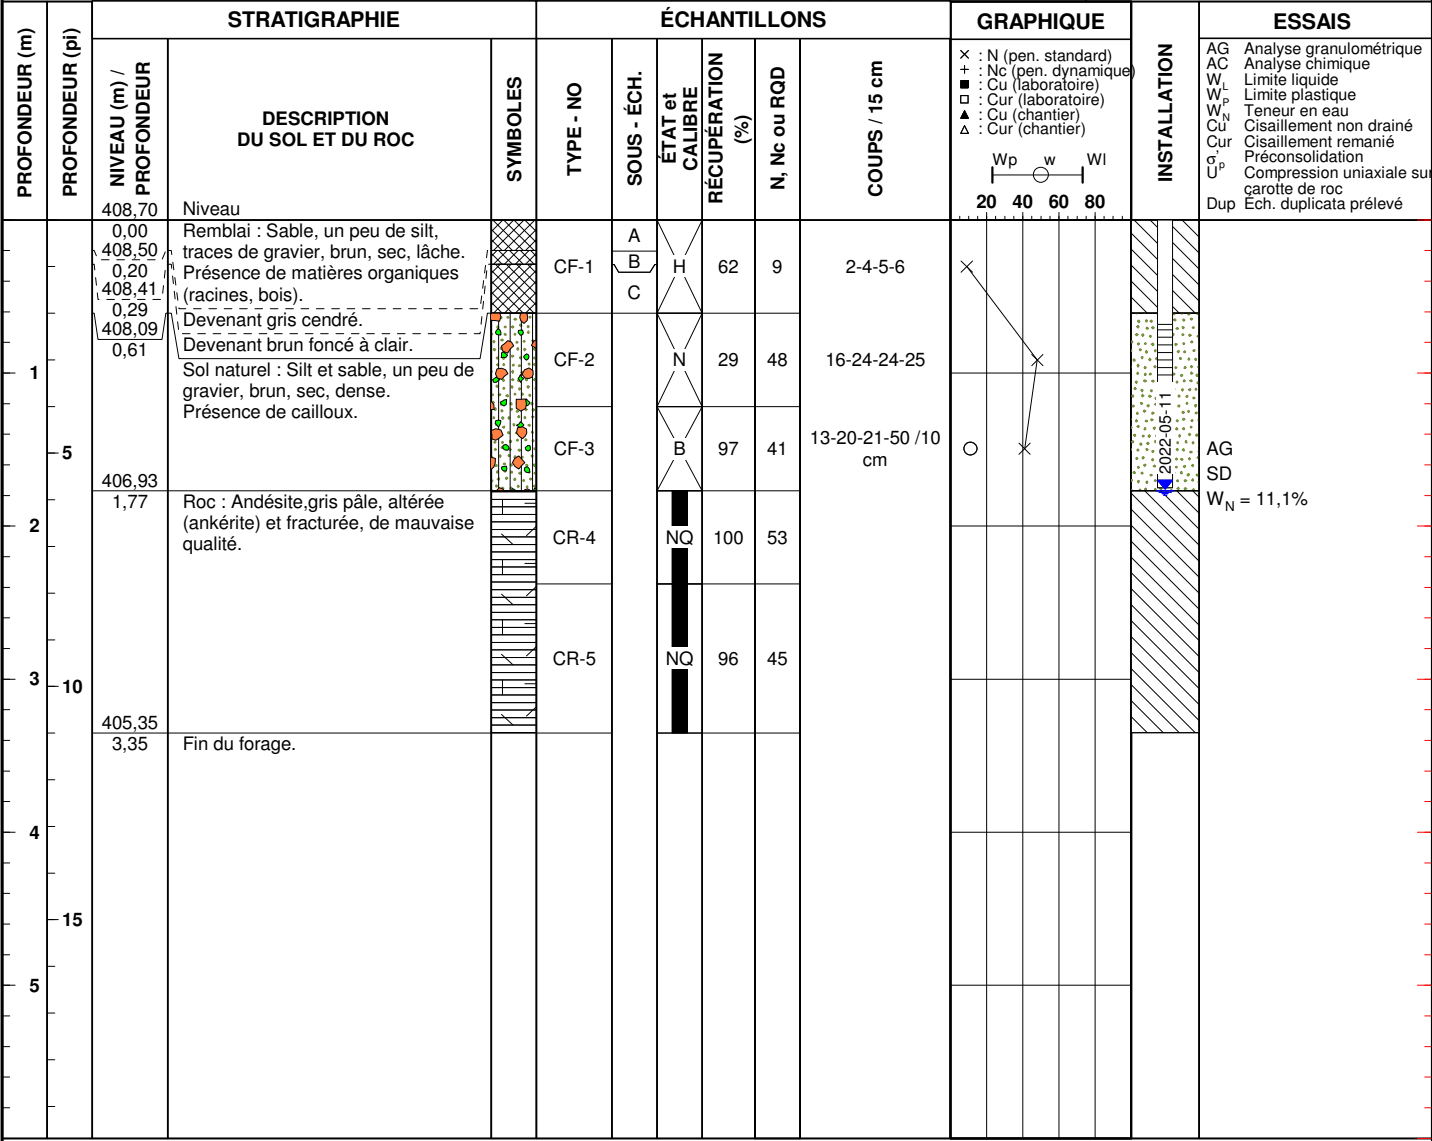 PROFONDEUR (m)
PROFONDEUR (pi)
STRATIGRAPHIE
NIVEAU (m) /
PROFONDEUR
DESCRIPTION
DU SOL ET DU ROC
SYMBOLES
ÉCHANTILLONS
TYPE - NO
SOUS - ÉCH.
ÉTAT et
CALIBRE
RÉCUPÉRATION
(%)
N, Nc ou RQD
COUPS / 15 cm
GRAPHIQUE
× : N (pen. standard)
+ : Nc (pen. dynamique)
■ : Cu (laboratoire)
□ : Cur (laboratoire)
▲ : Cu (chantier)
△ : Cur (chantier)
Wp w Wl
20 40 60 80
INSTALLATION
ESSAIS
AG Analyse granulométrique
AC Analyse chimique
W_L Limite liquide
W_P Limite plastique
W_N Teneur en eau
Cu Cisaillement non drainé
Cur Cisaillement remanié
σ'p Préconsolidation
U Compression uniaxiale sur
carotte de roc
Dup Éch. duplicata prélevé
408,70 Niveau
0,00 Remblai : Sable, un peu de silt,
408,50 traces de gravier, brun, sec, lâche.
0,20 Présence de matières organiques
408,41 (racines, bois).
0,29 Devenant gris cendré.
408,09 Devenant brun foncé à clair.
0,61 Sol naturel : Silt et sable, un peu de
gravier, brun, sec, dense.
Présence de cailloux.
406,93
1,77 Roc : Andésite,gris pâle, altérée
(ankérite) et fracturée, de mauvaise
qualité.
405,35
3,35 Fin du forage.
A
B
C
CF-1 H 62 9 2-4-5-6
CF-2 N 29 48 16-24-24-25
CF-3 B 97 41 13-20-21-50 /10
cm
CR-4 NQ 100 53
CR-5 NQ 96 45
2022-05-11
AG
SD
W_N = 11,1%
1
2
3
4
5
5
10
15